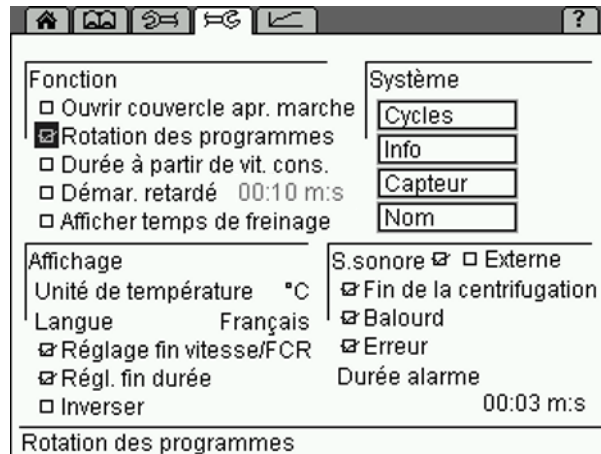 ?
Fonction
Ouvrir couvercle apr. marche
Rotation des programmes
Durée à partir de vit. cons.
Démar. retardé 00:10 m:s
Afficher temps de freinage
Système
Cycles
Info
Capteur
Nom
Affichage
Unité de température °C
Langue Français
Réglage fin vitesse/FCR
Régl. fin durée
Inverser
S.sonore Externe
Fin de la centrifugation
Balourd
Erreur
Durée alarme
00:03 m:s
Rotation des programmes